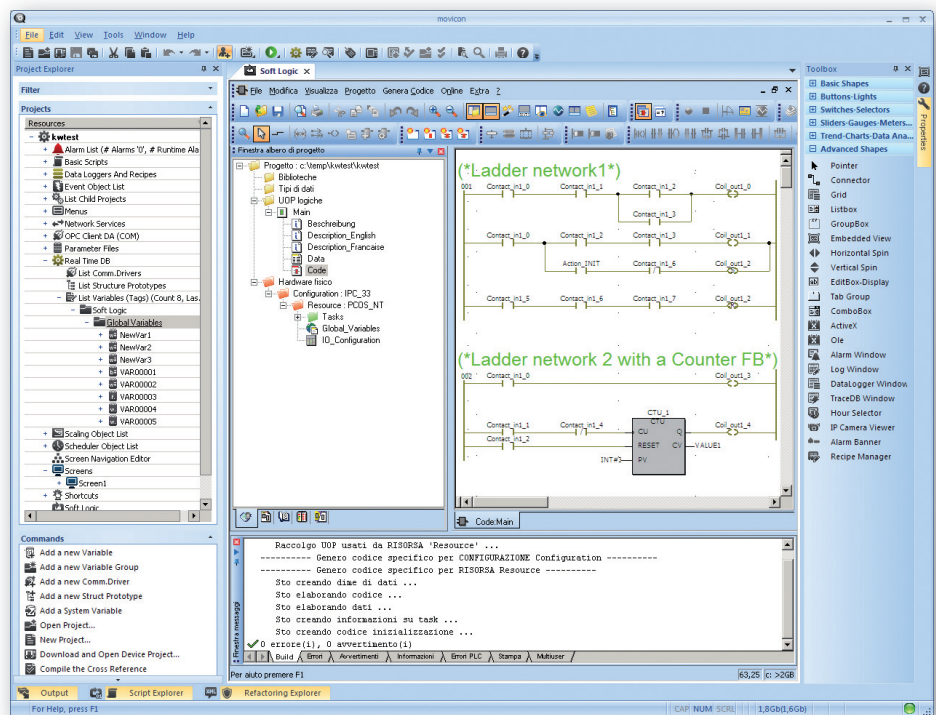 movicon
File Edit View Tools Window Help
Project Explorer
Filter
Projects
Resources
kwtest
Alarm List (# Alarms '0', # Runtime Ala
Basic Scripts
Data Loggers And Recipes
Event Object List
List Child Projects
Menus
Network Services
OPC Client DA (COM)
Parameter Files
Real Time DB
List Comm.Drivers
List Structure Prototypes
List Variables (Tags) (Count 8, Las.
Soft Logic
Global Variables
NewVar1
NewVar2
NewVar3
VAR00001
VAR00002
VAR00003
VAR00004
VAR00005
Scaling Object List
Scheduler Object List
Screen Navigation Editor
Screens
Screen1
Shortcuts
Soft Logic
Commands
Add a new Variable
Add a new Variable Group
Add a new Comm.Driver
Add a new Struct Prototype
Add a System Variable
Open Project...
New Project...
Download and Open Device Project...
Compile the Cross Reference
Soft Logic
File Modifica Visualizza Progetto Genera Codice Online Extra ?
Finestra albero di progetto
Progetto : c:\temp\kwtest\kwtest
Biblioteche
Tipi di dati
UOP logiche
Main
Beschreibung
Description_English
Description_Francaise
Data
Code
Hardware fisico
Configuration : IPC_33
Resource : PCOS_NT
Tasks
Global_Variables
IO_Configuration
(*Ladder network1*)
001 Contact_in1_0 Contact_in1_1 Contact_in1_2 Coil_out1_0
Contact_in1_3
Contact_in1_0 Contact_in1_2 Contact_in1_3 Coil_out1_1
Action_INIT Contact_in1_6 Coil_out1_2
Contact_in1_5 Contact_in1_6 Contact_in1_7 Coil_out1_2
(*Ladder network 2 with a Counter FB*)
002 Contact_in1_0 Coil_out1_3
CTU_1
Contact_in1_1 Contact_in1_4 CTU Coil_out1_4
CU Q
Contact_in1_2
RESET CV VALUE1
INT#3 PV
Code:Main
Finestra messaggi
Raccolgo UOP usati da RISORSA 'Resource' ...
---------- Genero codice specifico per CONFIGURAZIONE Configuration ----------
---------- Genero codice specifico per RISORSA Resource ----------
Sto creando dime di dati ...
Sto elaborando codice ...
Sto elaborando dati ...
Sto creando informazioni su task ...
Sto creando codice inizializzazione ...
0 errore(i), 0 avvertimento(i)
Build Errori Avvertimenti Informazioni Errori PLC Stampa Multiuser
Per aiuto premere F1
63,25 c: >2GB
Toolbox
Basic Shapes
Buttons-Lights
Switches-Selectors
Sliders-Gauges-Meters...
Trend-Charts-Data Ana...
Advanced Shapes
Pointer
Connector
Grid
Listbox
GroupBox
Embedded View
Horizontal Spin
Vertical Spin
EditBox-Display
Tab Group
ComboBox
ActiveX
Ole
Alarm Window
Log Window
DataLogger Window
TraceDB Window
Hour Selector
IP Camera Viewer
Alarm Banner
Recipe Manager
Properties
Output Script Explorer Refactoring Explorer
For Help, press F1
CAP NUM SCRL 1,8Gb(1,6Gb)